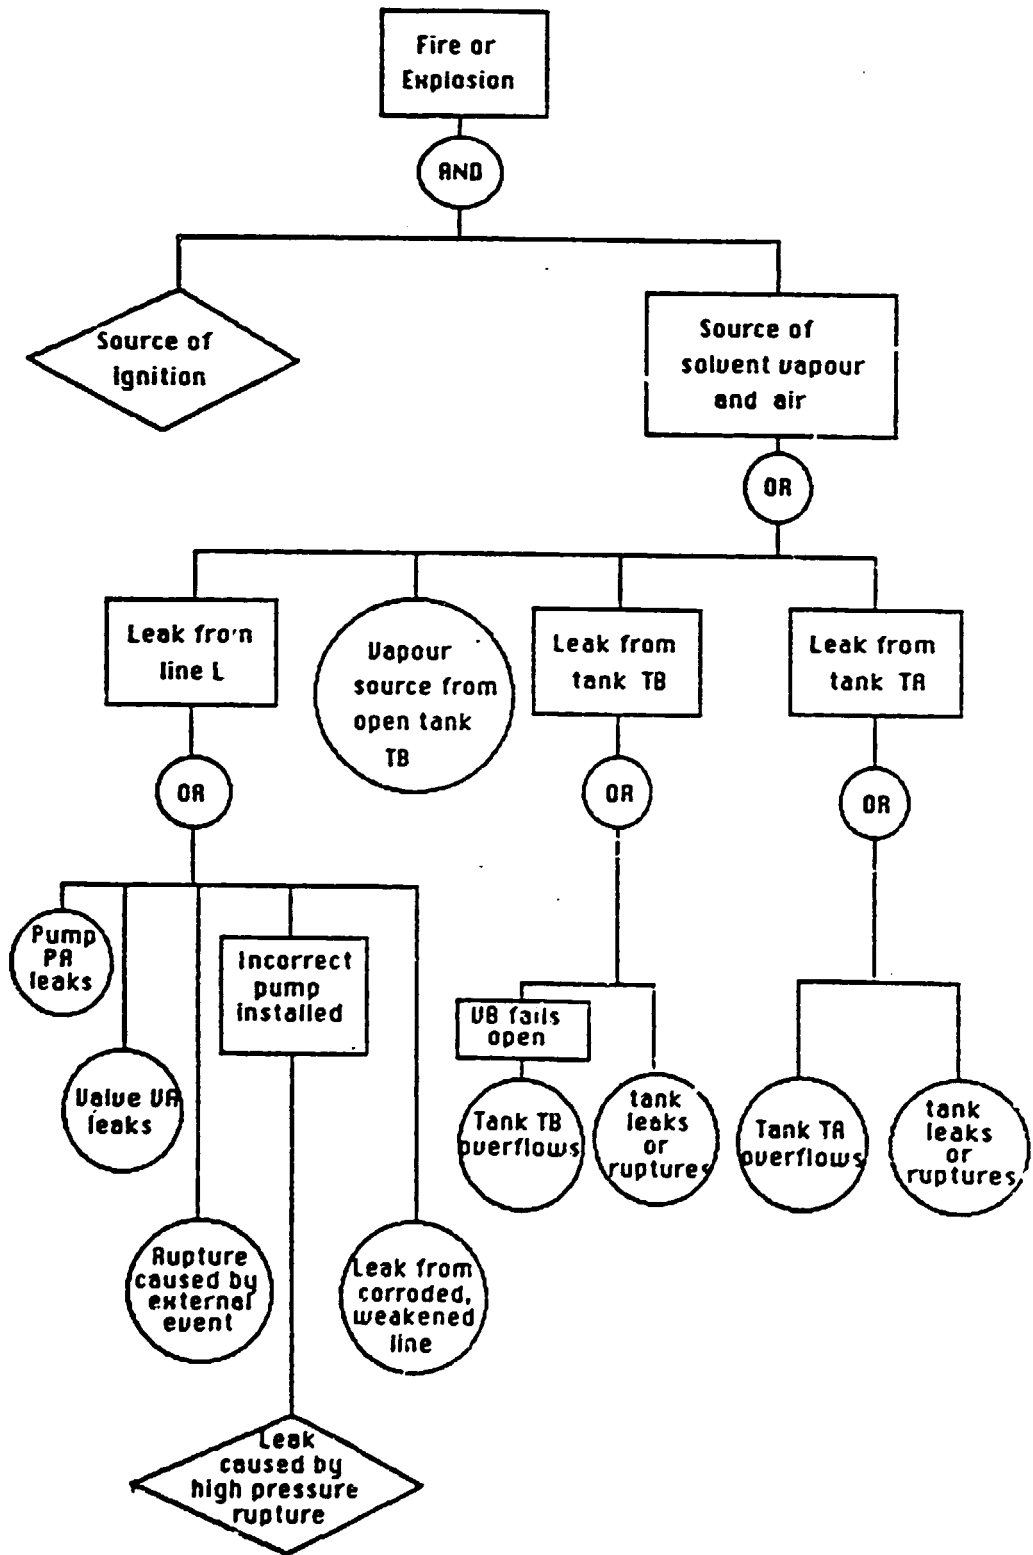 Fire or
Explosion
AND
Source of
Ignition
Source of
solvent vapour
and air
OR
Leak from
line L
Vapour
source from
open tank
TB
Leak from
tank TB
Leak from
tank TA
OR
OR
OR
Pump
PA
leaks
Incorrect
pump
installed
VB fails
open
Valve VA
leaks
Tank TB
overflows
tank
leaks
or
ruptures
Tank TA
overflows
tank
leaks
or
ruptures
Rupture
caused by
external
event
Leak from
corroded,
weakened
line
Leak
caused by
high pressure
rupture